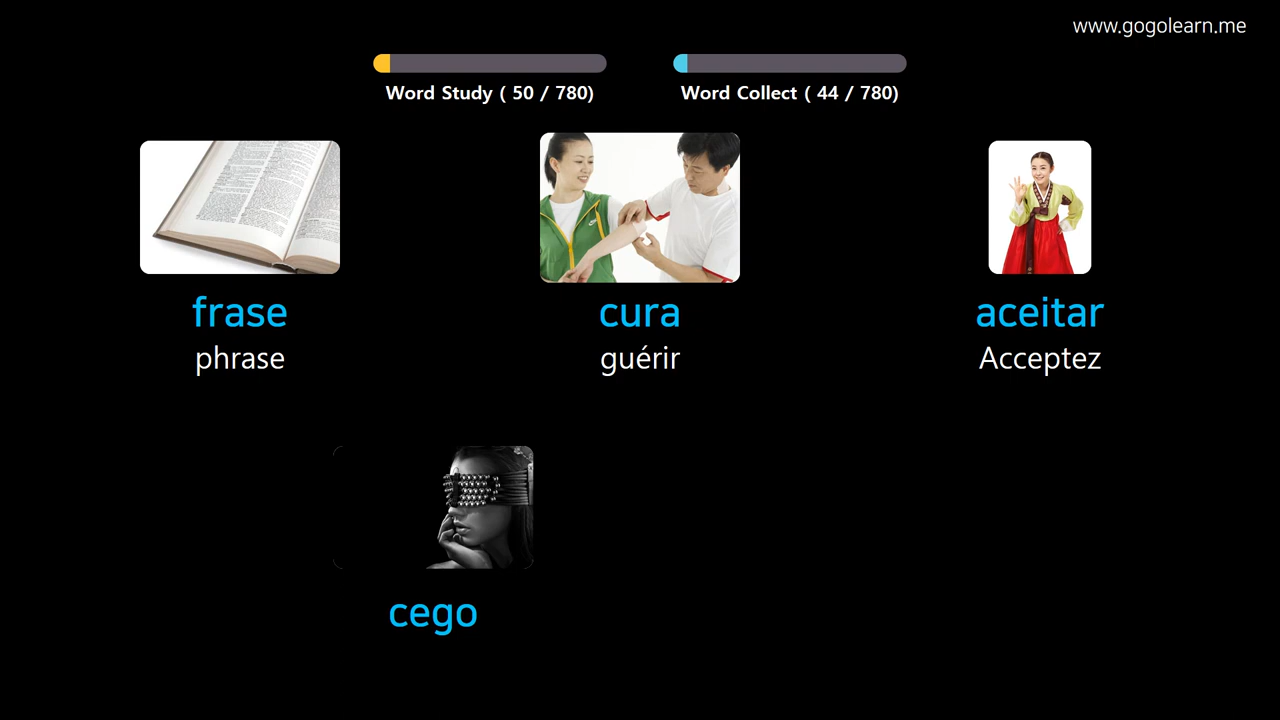 www.gogolearn.me
Word Study ( 50 / 780)
Word Collect ( 44 / 780)
frase
phrase
cura
guérir
aceitar
Acceptez
cego